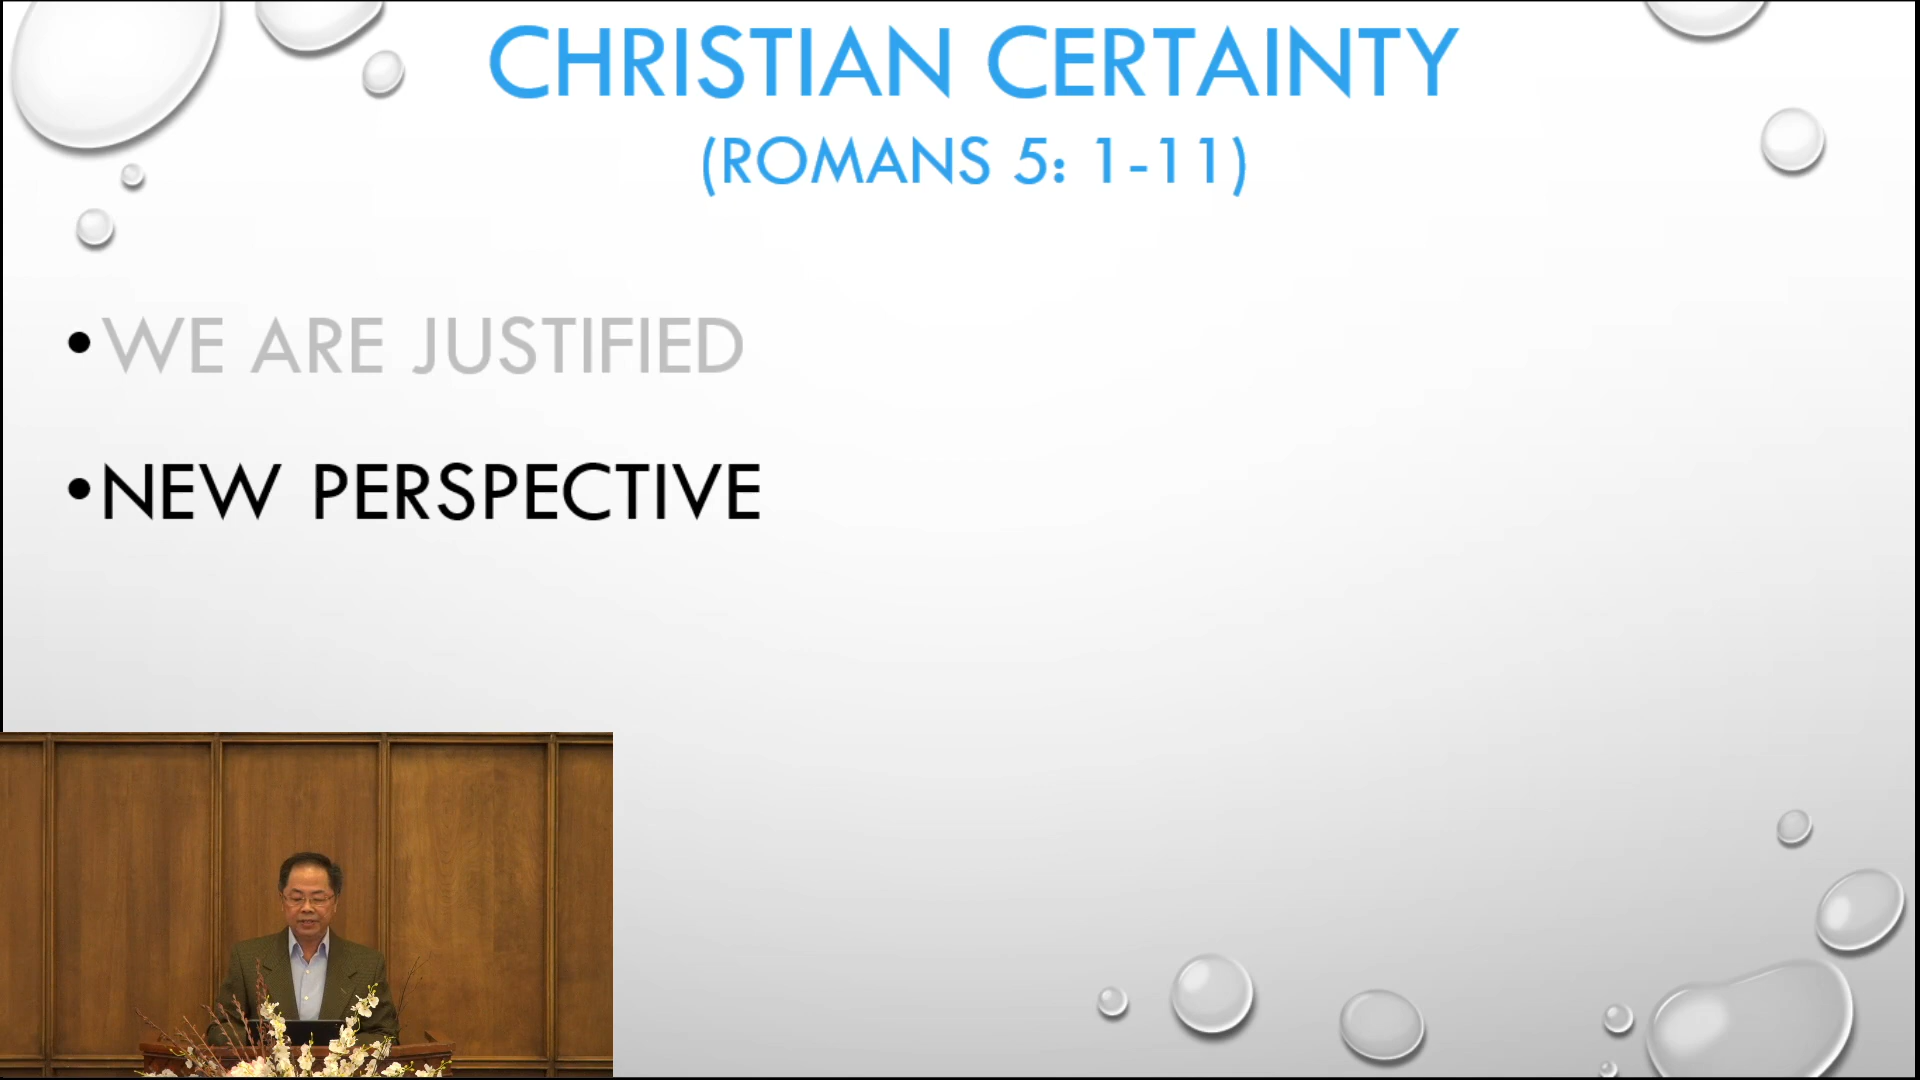 CHRISTIAN CERTAINTY
(ROMANS 5: 1-11)
•WE ARE JUSTIFIED
•NEW PERSPECTIVE